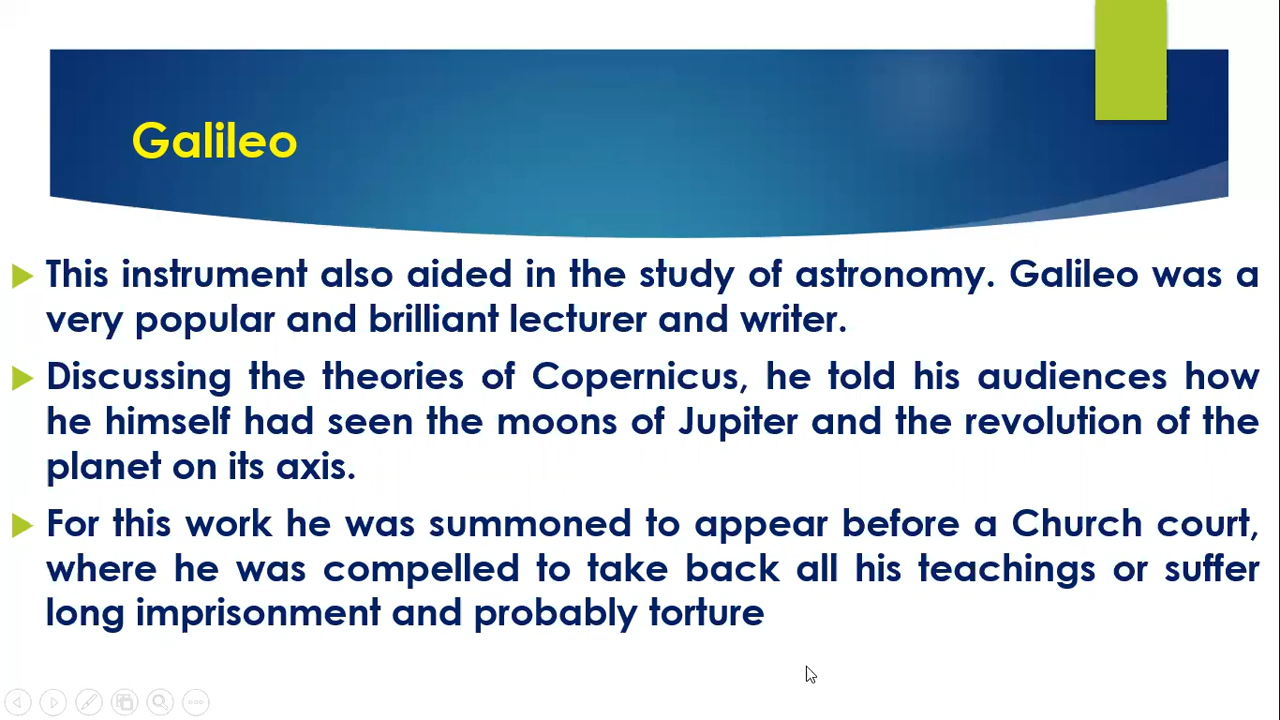 Galileo
This instrument also aided in the study of astronomy. Galileo was a
very popular and brilliant lecturer and writer.
Discussing the theories of Copernicus, he told his audiences how
he himself had seen the moons of Jupiter and the revolution of the
planet on its axis.
For this work he was summoned to appear before a Church court,
where he was compelled to take back all his teachings or suffer
long imprisonment and probably torture